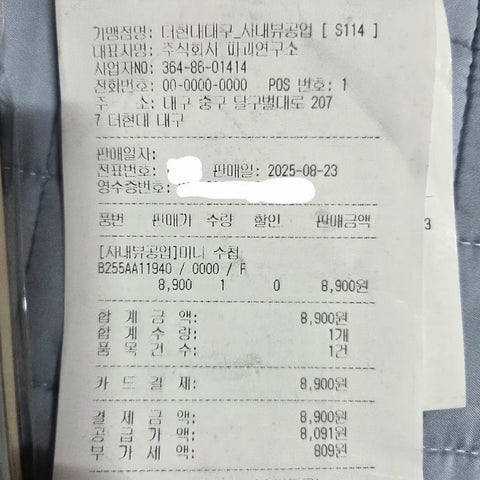 가맹점명: 더현대대구_사내뷰공업 [ S114 ]
대표자명: 주식회사 파괴연구소
사업자NO: 364-86-01414
전화번호: 00-0000-0000 POS 번호: 1
주 소: 대구 중구 달구벌대로 207
7 더현대 대구
판매일자:
전표번호: 판매일: 2025-08-23
영수증번호:
품번 판매가 수량 할인 판매금액
[사내뷰공업]미니 수첩
B255AA11940 / 0000 / F
8,900 1 0 8,900원
합 계 금 액: 8,900원
합 계 수 량: 1개
품 목 건 수: 1건
카 드 결 제: 8,900원
결 제 금 액: 8,900원
공 급 가 액: 8,091원
부 가 세 액: 809원
3